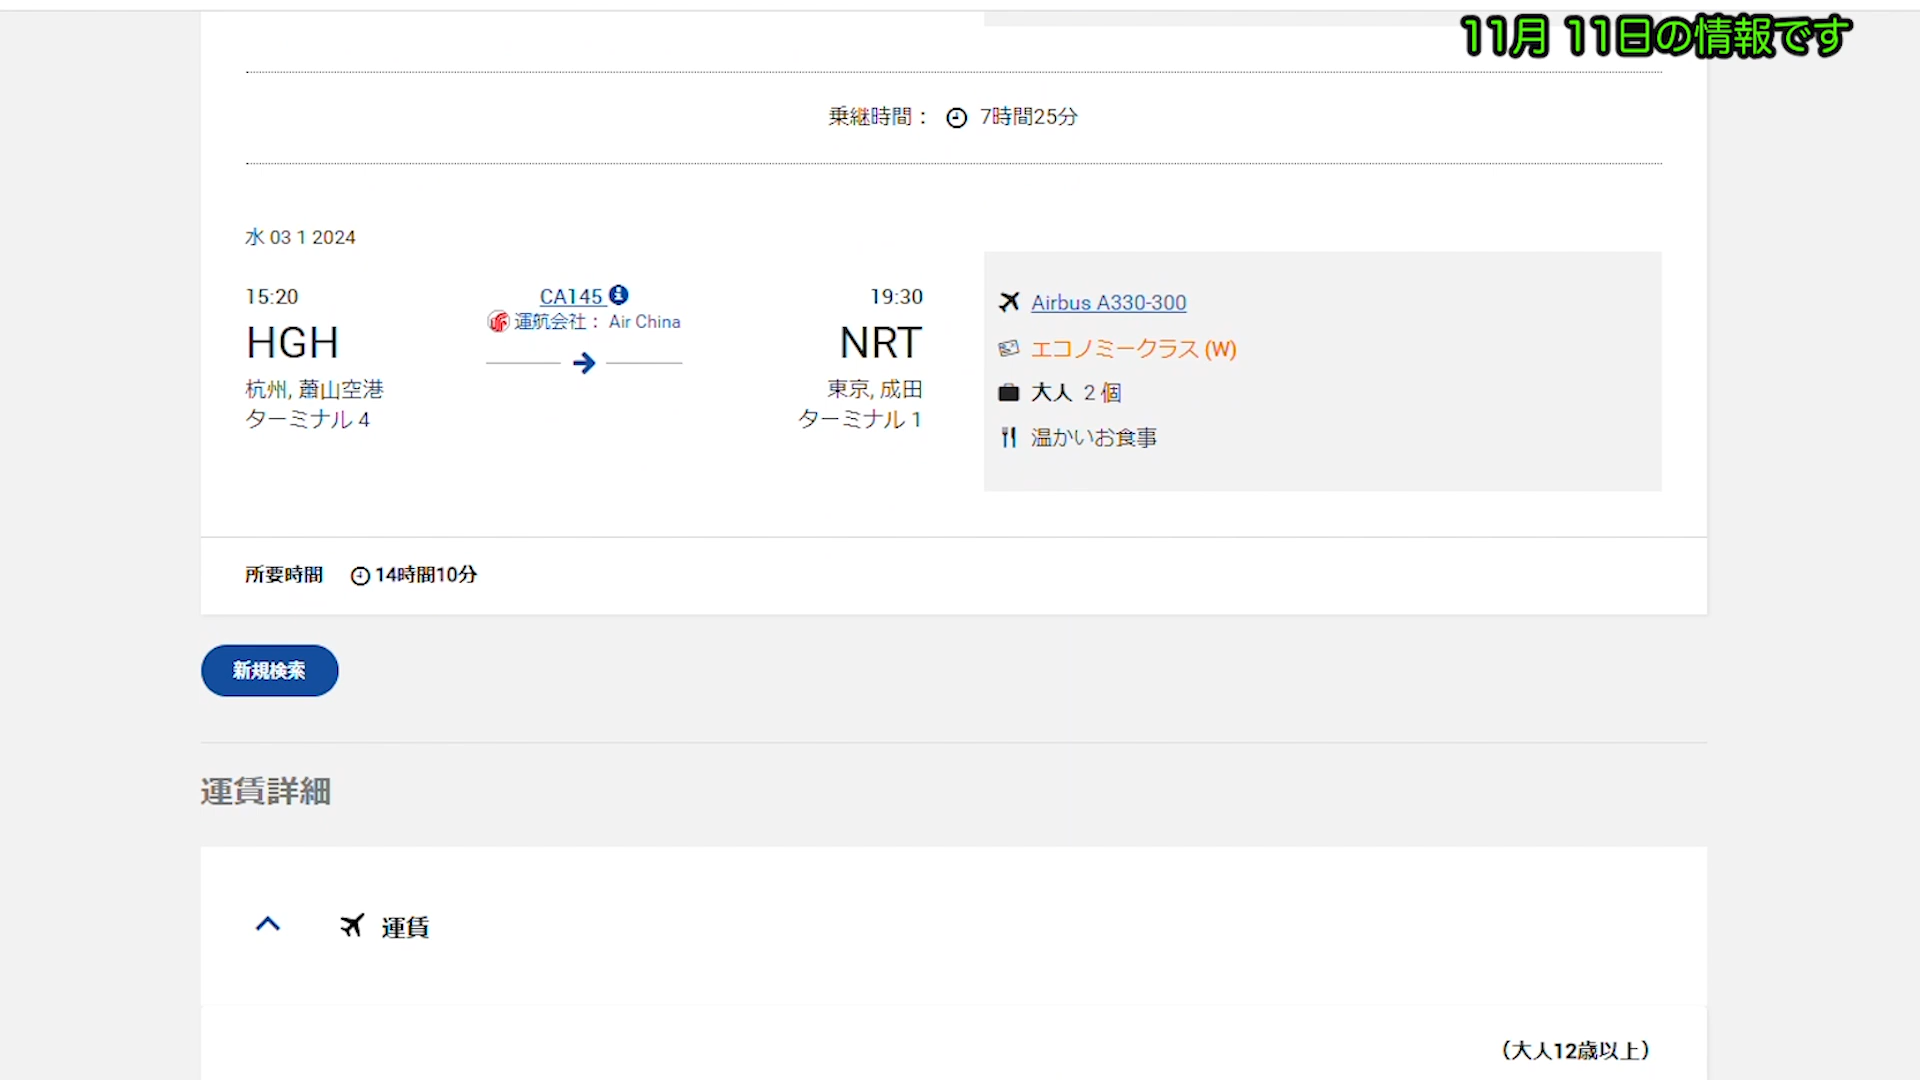 11月 11日の情報です
乗継時間： 7時間25分
水 03 1 2024
15:20
CA145
19:30
運航会社： Air China
HGH
NRT
杭州, 蕭山空港
東京, 成田
ターミナル 4
ターミナル 1
Airbus A330-300
エコノミークラス (W)
大人 2 個
温かいお食事
所要時間 14時間10分
新規検索
運賃詳細
運賃
（大人12歳以上）